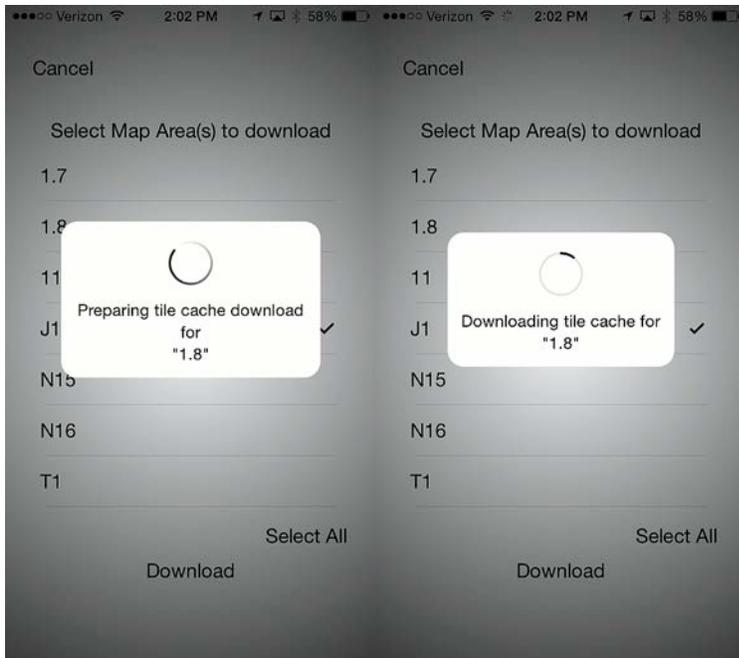 Verizon 2:02 PM 58%
Cancel
Select Map Area(s) to download
1.7
1.8
11
Preparing tile cache download
for
"1.8"
J1
N15
N16
T1
Select All
Download
Verizon 2:02 PM 58%
Cancel
Select Map Area(s) to download
1.7
1.8
11
Downloading tile cache for
"1.8"
J1
N15
N16
T1
Select All
Download